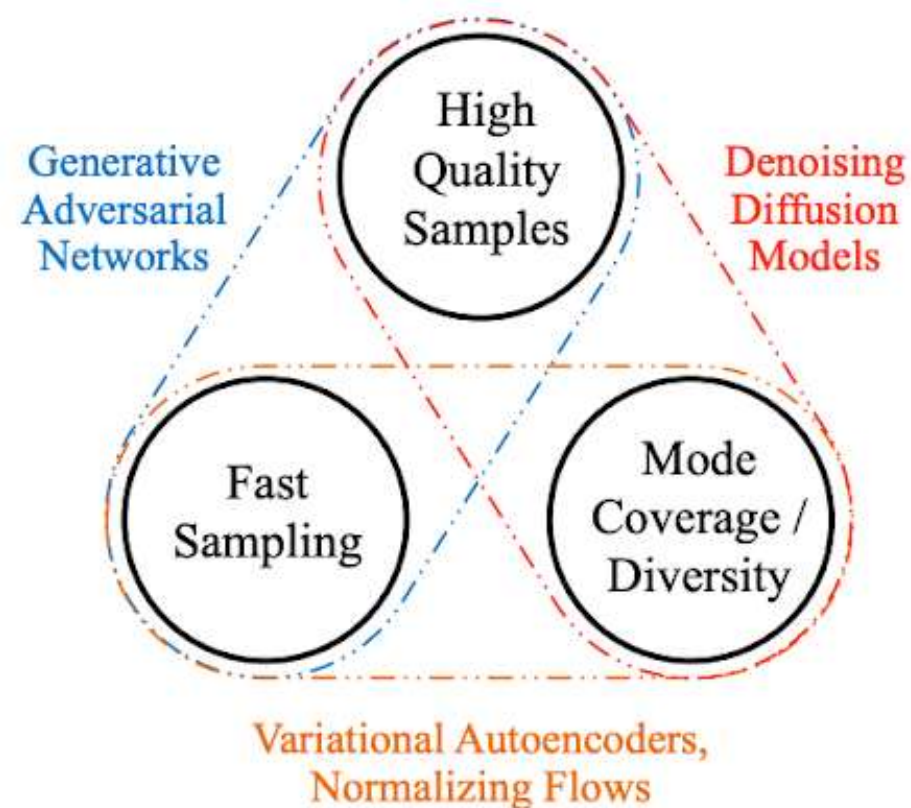 High
Quality
Samples
Generative
Adversarial
Networks
Denoising
Diffusion
Models
Fast
Sampling
Mode
Coverage /
Diversity
Variational Autoencoders,
Normalizing Flows